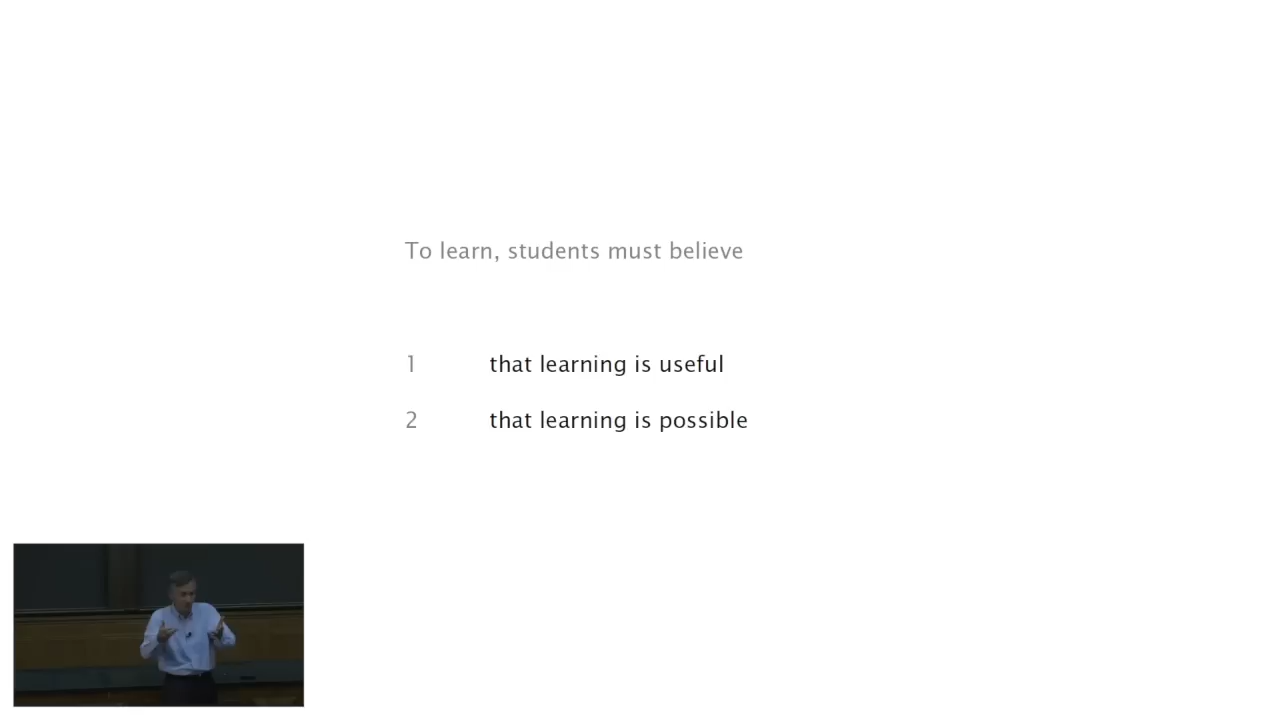 To learn, students must believe
1 that learning is useful
2 that learning is possible